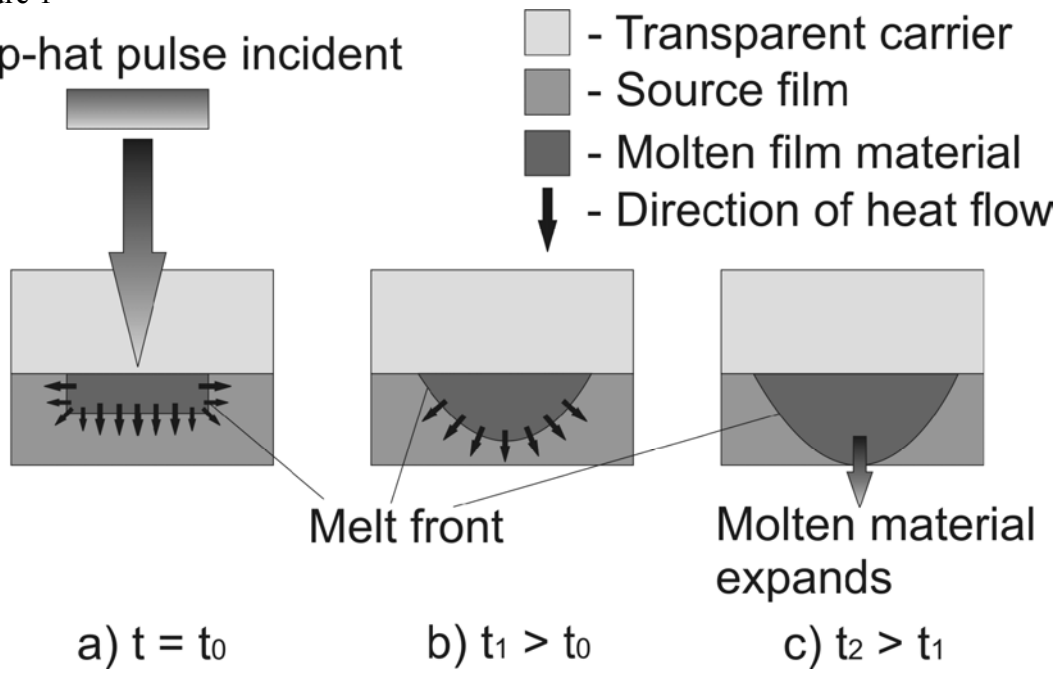 p-hat pulse incident
- Transparent carrier
- Source film
- Molten film material
- Direction of heat flow
Melt front
Molten material
expands
a) t = t₀
b) t₁ > t₀
c) t₂ > t₁